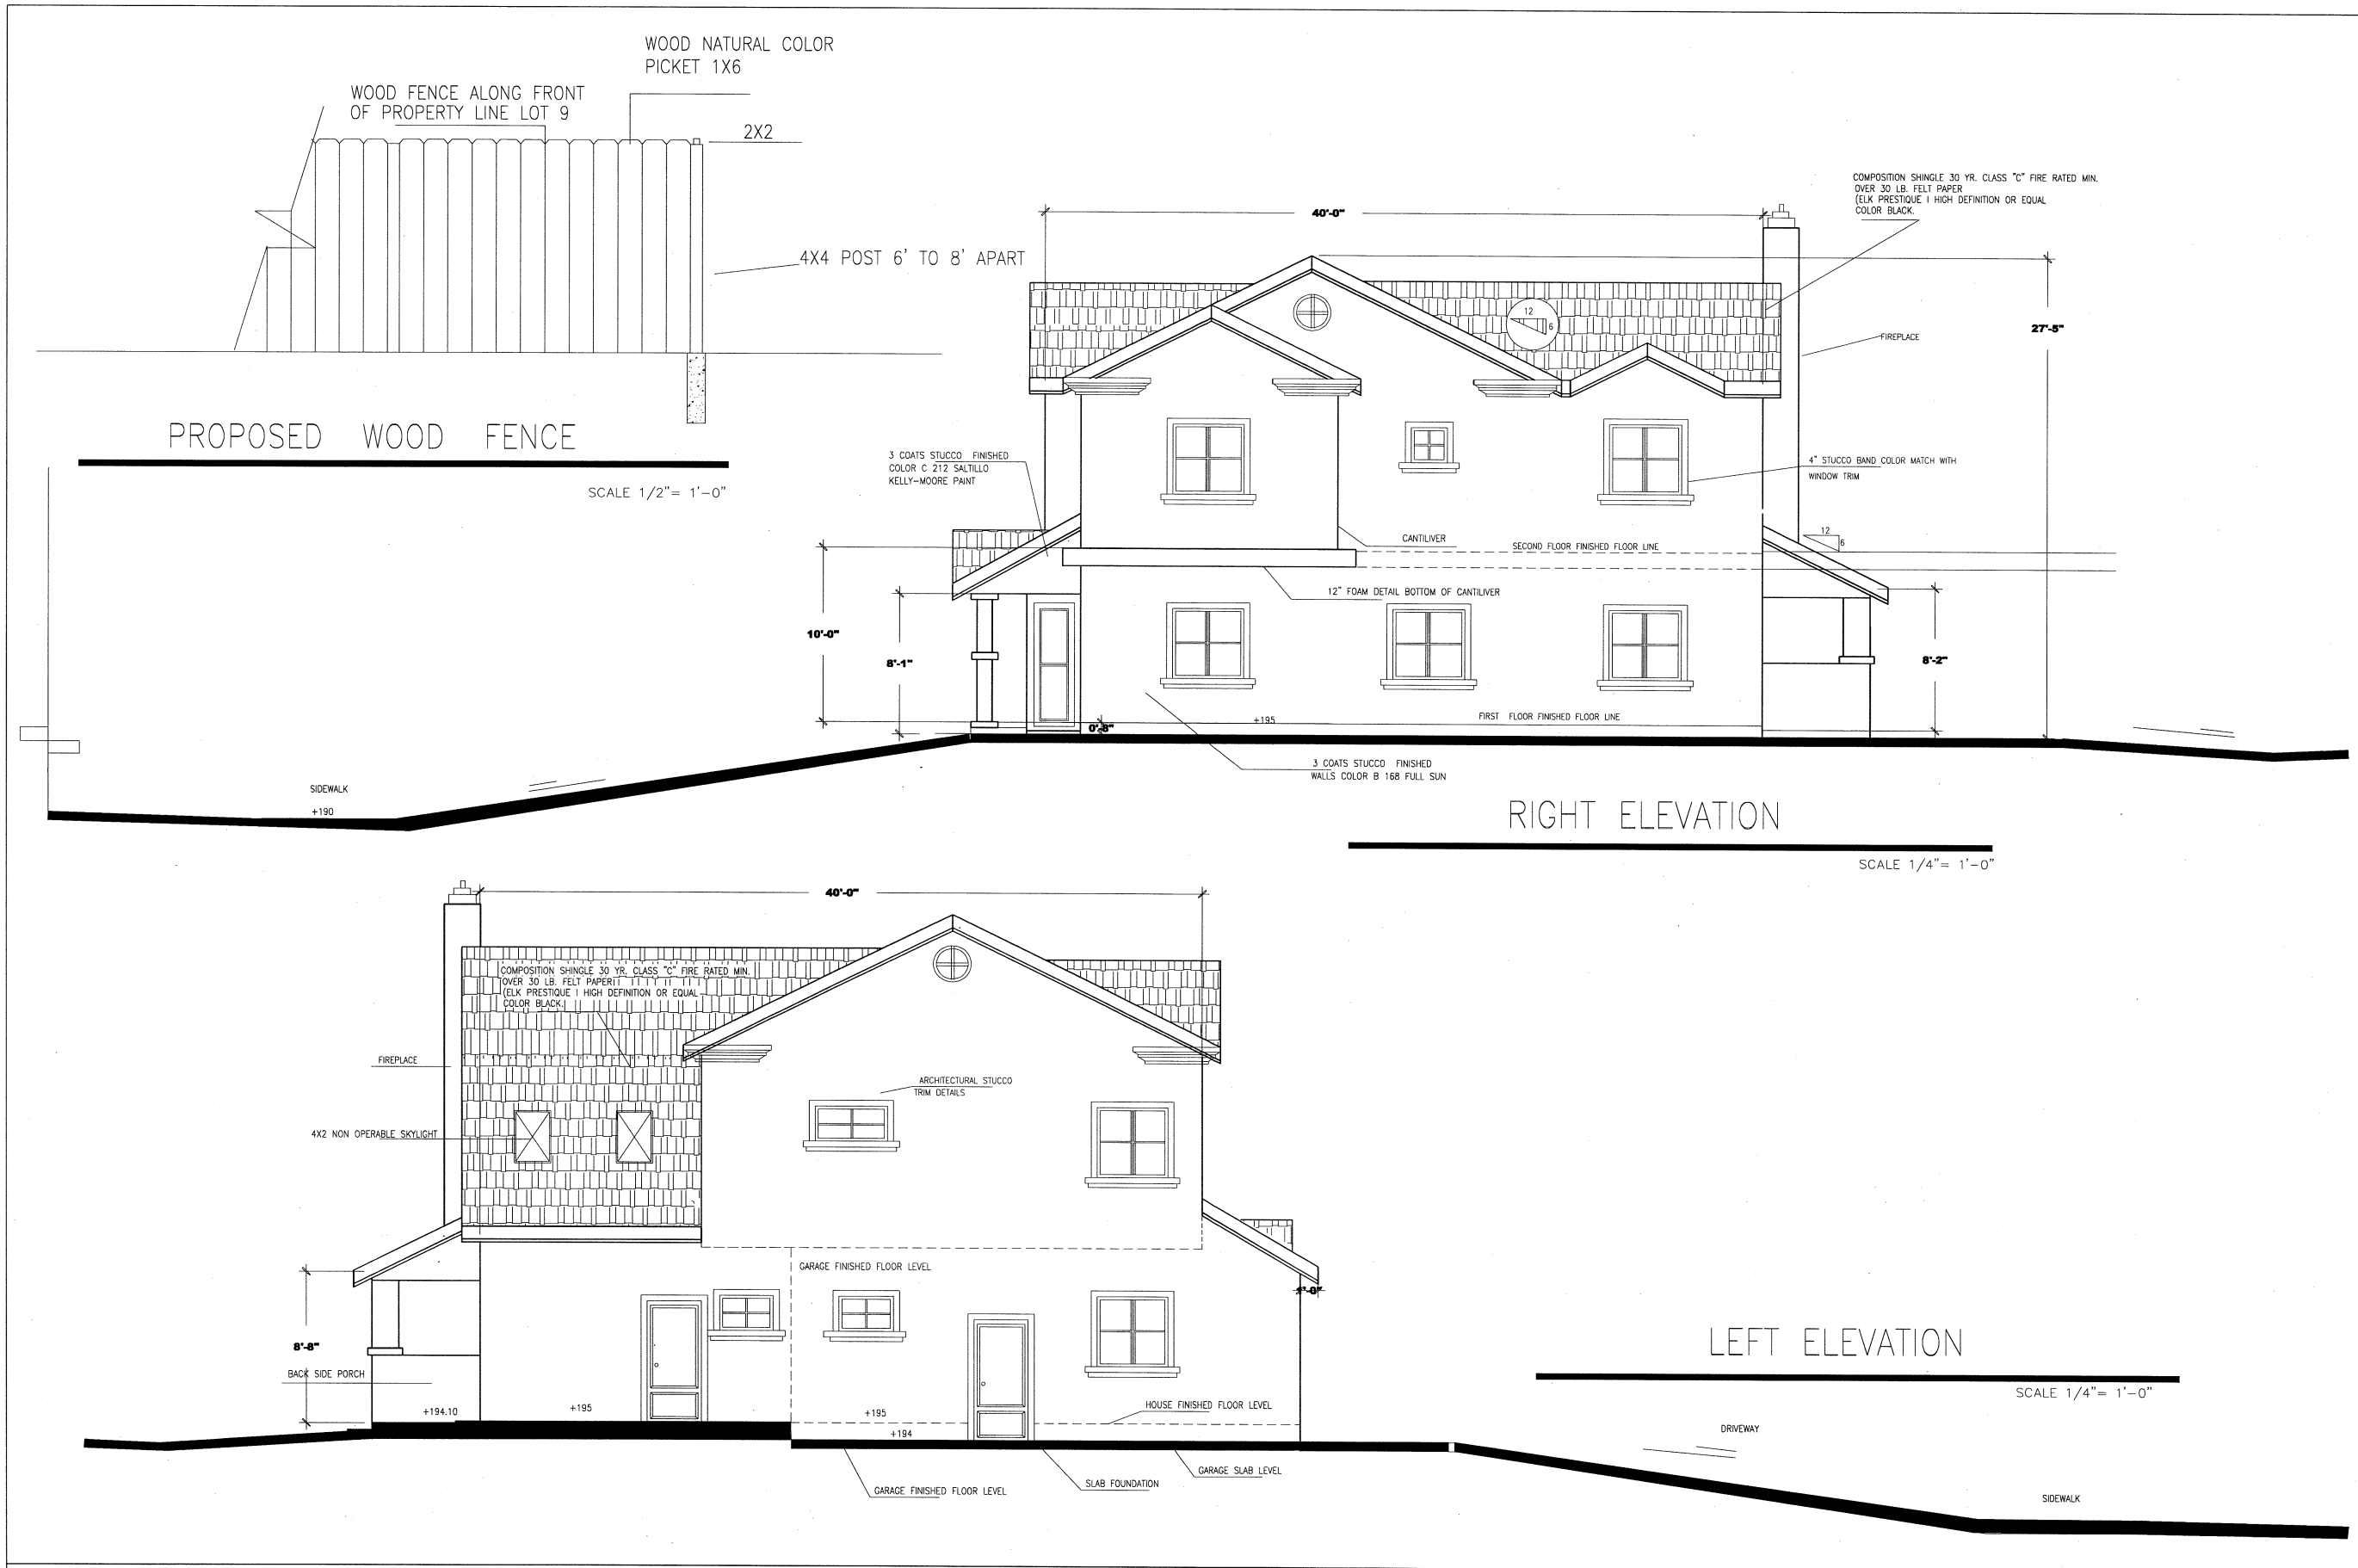 WOOD NATURAL COLOR
PICKET 1X6
WOOD FENCE ALONG FRONT
OF PROPERTY LINE LOT 9
2X2
4X4 POST 6' TO 8' APART
PROPOSED WOOD FENCE
SCALE 1/2"= 1'-0"
COMPOSITION SHINGLE 30 YR. CLASS "C" FIRE RATED MIN.
OVER 30 LB. FELT PAPER
(ELK PRESTIQUE I HIGH DEFINITION OR EQUAL
COLOR BLACK.
40'-0"
12
6
27'-5"
FIREPLACE
3 COATS STUCCO FINISHED
COLOR C 212 SALTILLO
KELLY-MOORE PAINT
4" STUCCO BAND COLOR MATCH WITH
WINDOW TRIM
CANTILIVER
SECOND FLOOR FINISHED FLOOR LINE
12
6
12" FOAM DETAIL BOTTOM OF CANTILIVER
10'-0"
8'-1"
8'-2"
+195
FIRST FLOOR FINISHED FLOOR LINE
0'-8"
3 COATS STUCCO FINISHED
WALLS COLOR B 168 FULL SUN
SIDEWALK
+190
RIGHT ELEVATION
SCALE 1/4"= 1'-0"
40'-0"
COMPOSITION SHINGLE 30 YR. CLASS "C" FIRE RATED MIN.
OVER 30 LB. FELT PAPER
(ELK PRESTIQUE I HIGH DEFINITION OR EQUAL
COLOR BLACK.
FIREPLACE
ARCHITECTURAL STUCCO
TRIM DETAILS
4X2 NON OPERABLE SKYLIGHT
GARAGE FINISHED FLOOR LEVEL
1'-0"
8'-8"
BACK SIDE PORCH
+194.10
+195
+195
HOUSE FINISHED FLOOR LEVEL
+194
GARAGE FINISHED FLOOR LEVEL
SLAB FOUNDATION
GARAGE SLAB LEVEL
LEFT ELEVATION
SCALE 1/4"= 1'-0"
DRIVEWAY
SIDEWALK